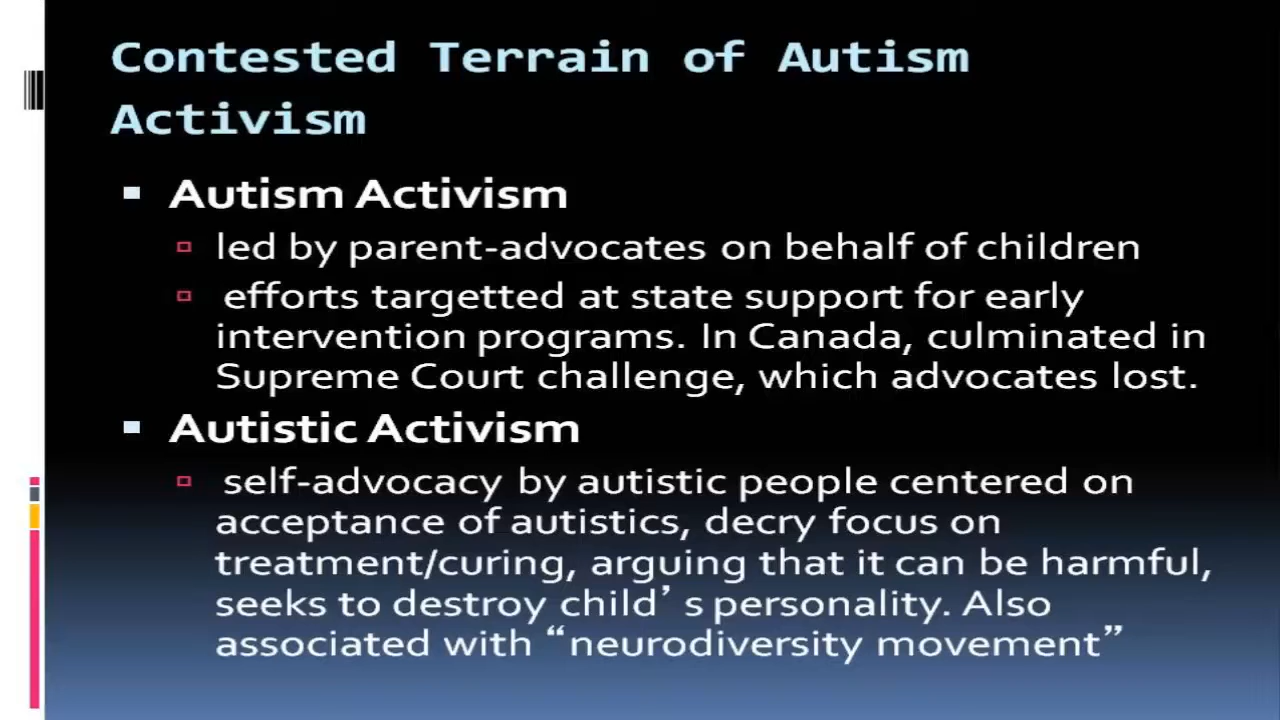 Contested Terrain of Autism
Activism
Autism Activism
led by parent-advocates on behalf of children
efforts targetted at state support for early
intervention programs. In Canada, culminated in
Supreme Court challenge, which advocates lost.
Autistic Activism
self-advocacy by autistic people centered on
acceptance of autistics, decry focus on
treatment/curing, arguing that it can be harmful,
seeks to destroy child’s personality. Also
associated with “neurodiversity movement”